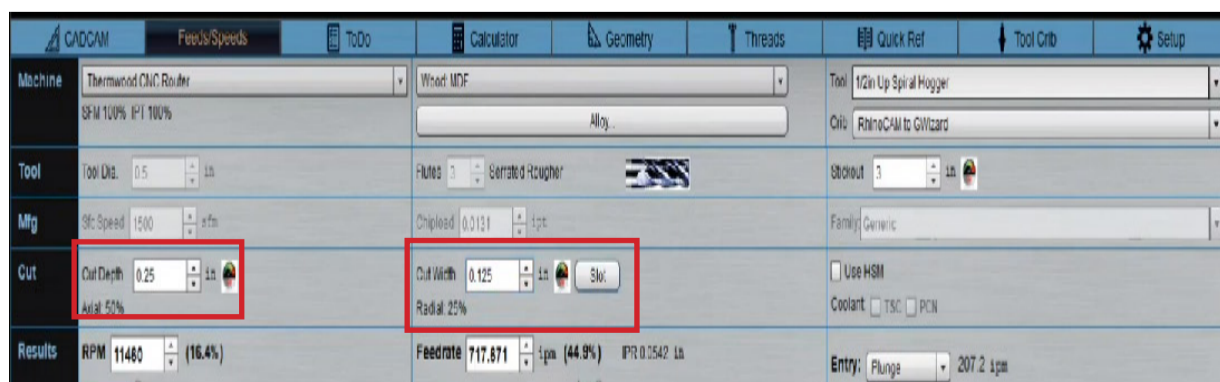 CADCAM Feeds/Speeds ToDo Calculator Geometry Threads Quick Ref Tool Crib Setup
Machine Thermwood CNC Router Wood: MDF Tool 1/2in Up Spiral Hogger
SFM 100% IPT 100% Alloy... Crib RhinoCAM to GWizard
Tool Tool Dia. 0.5 in Flutes 3 Serrated Rougher Stickout 3 in
Mfg Sfc Speed 1500 sfm Chipload 0.0131 ipt Family: Generic
Cut Cut Depth 0.25 in Cut Width 0.125 in Slot Use HSM
Axial: 50% Radial: 25% Coolant TSC PCN
Results RPM 11460 (16.4%) Feedrate 717.671 ipm (44.9%) IPR 0.0542 in Entry: Plunge 207.2 ipm